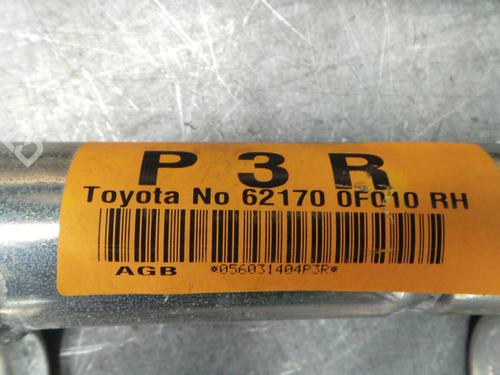 P 3 R
Toyota No 62170 0F010 RH
AGB *056031404P3R*